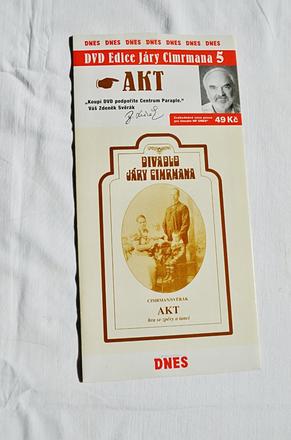 DNES DNES DNES DNES DNES DNES DNES
DVD Edice Járy Cimrmana 5
AKT
„Koupí DVD podpoříte Centrum Paraple."
Váš Zdeněk Svěrák
49 Kč
DIVADLO
JÁRY CIMRMANA
CIMRMAN/SVĚRÁK
AKT
hra se zpěvy a tanci
DNES